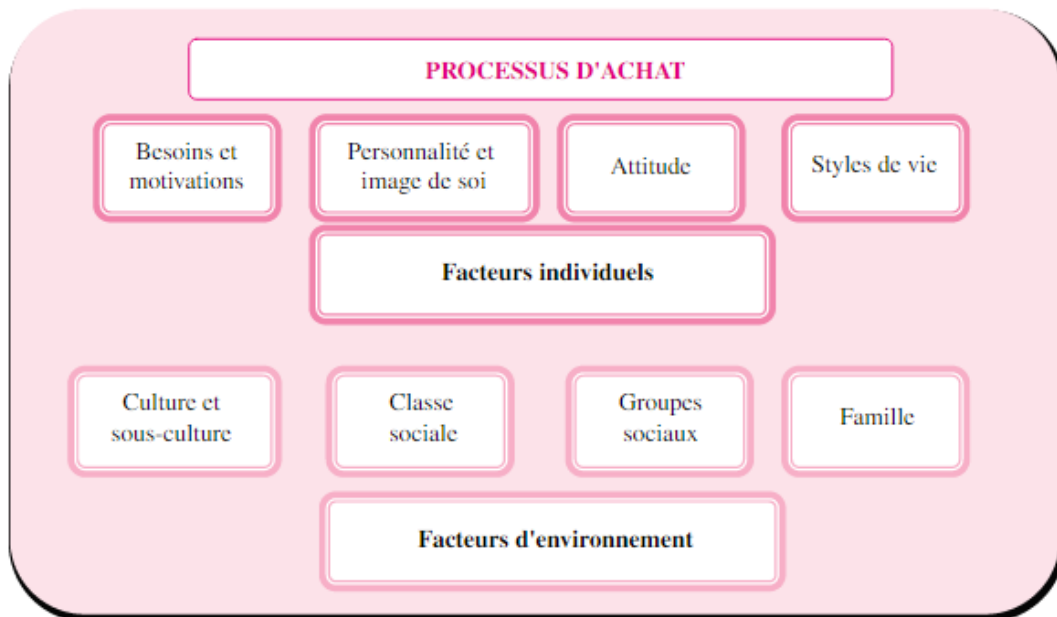 PROCESSUS D'ACHAT
Besoins et
motivations
Personnalité et
image de soi
Attitude
Styles de vie
Facteurs individuels
Culture et
sous-culture
Classe
sociale
Groupes
sociaux
Famille
Facteurs d'environnement